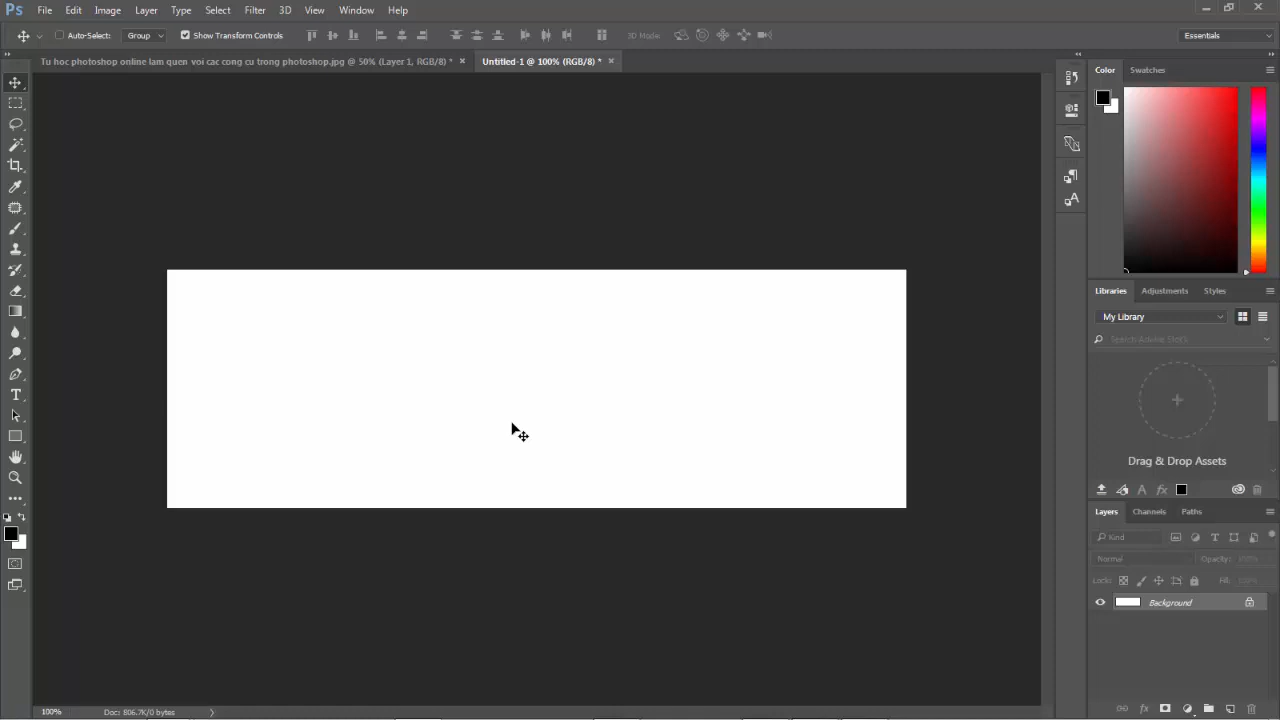 Ps File Edit Image Layer Type Select Filter 3D View Window Help
Auto-Select: Group Show Transform Controls 3D Mode: Essentials
Tu hoc photoshop online lam quen voi cac cong cu trong photoshop.jpg @ 50% (Layer 1, RGB/8) * × Untitled-1 @ 100% (RGB/8) * ×
Color Swatches
Libraries Adjustments Styles
My Library
Search Adobe Stock
Drag & Drop Assets
Layers Channels Paths
Kind
Normal Opacity: 100%
Lock: Fill: 100%
Background
100% Doc: 806.7K/0 bytes